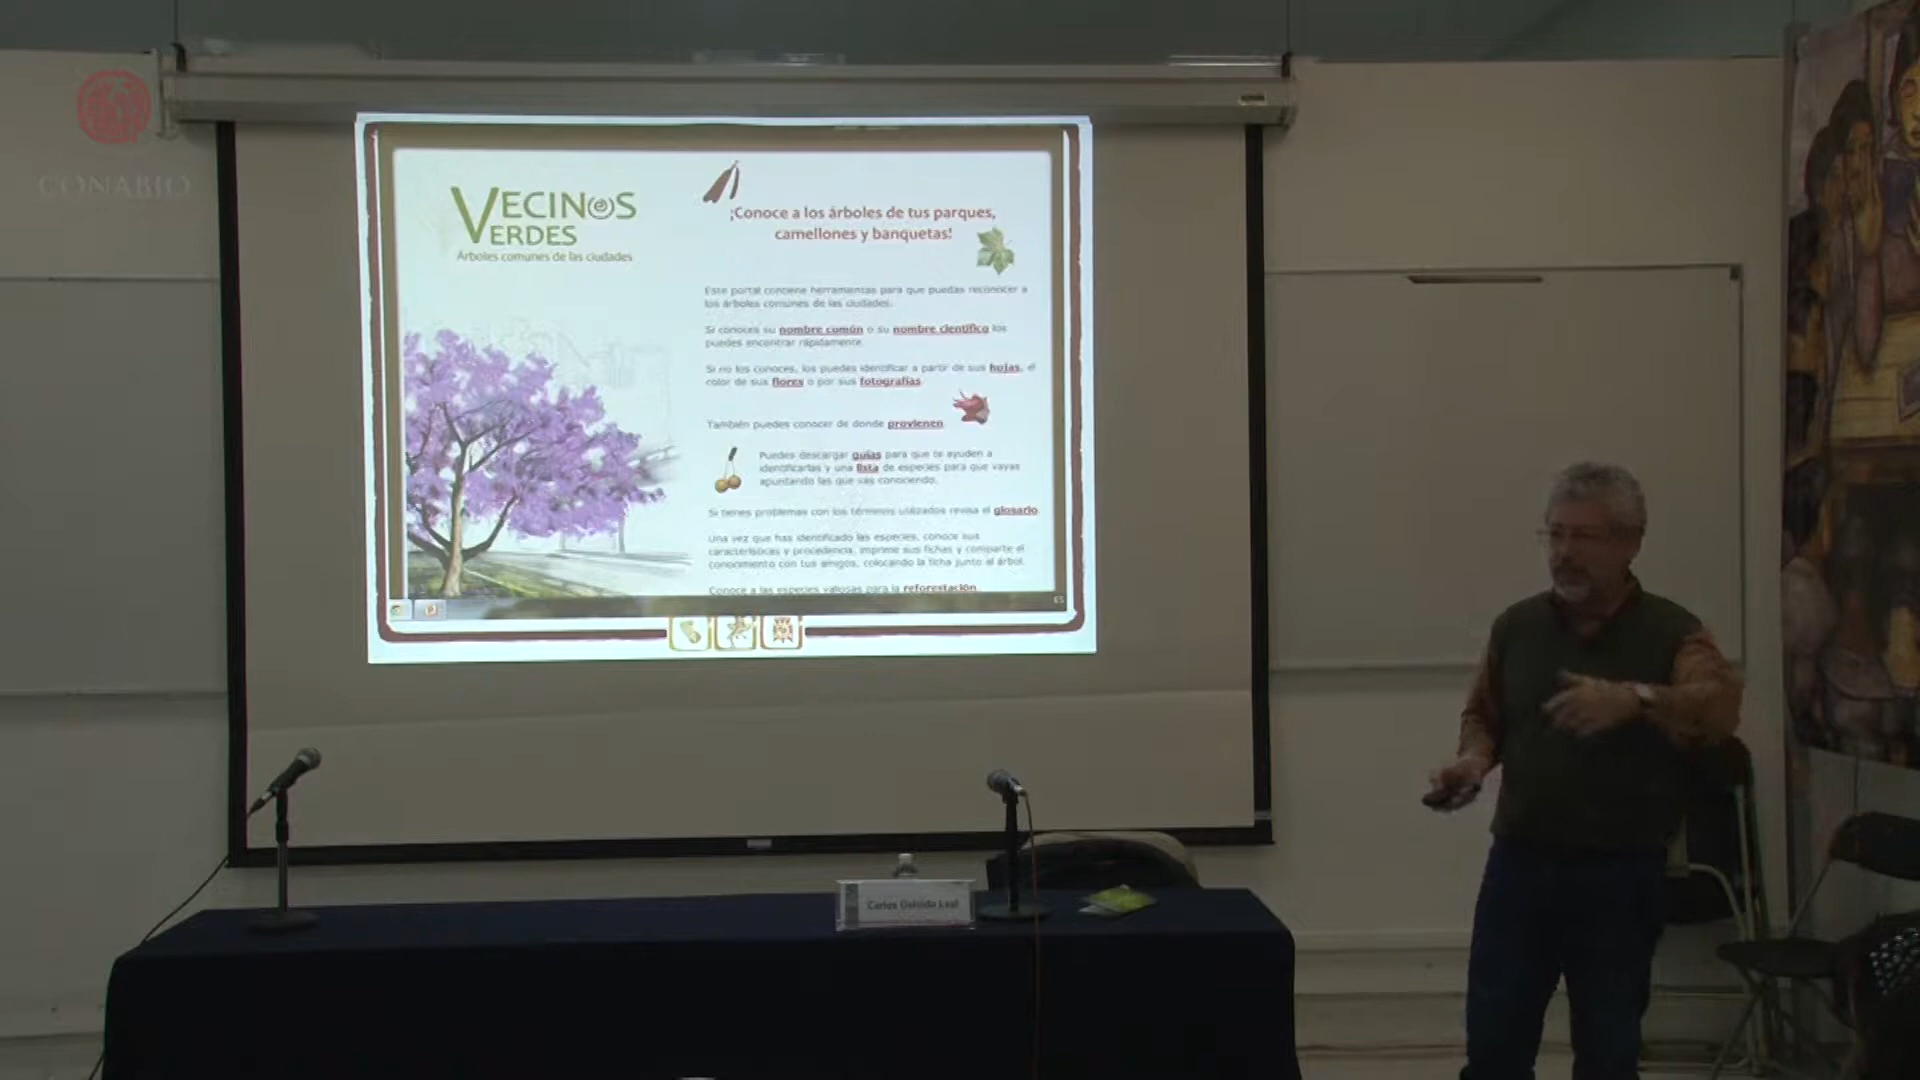 CONABIO
VECINOS
VERDES
Árboles comunes de las ciudades
¡Conoce a los árboles de tus parques,
camellones y banquetas!
Este portal contiene herramientas para que puedas reconocer a
los árboles comunes de las ciudades.
Si conoces su nombre común o su nombre científico los
puedes encontrar rápidamente.
Si no los conoces, los puedes identificar a partir de sus hojas, el
color de sus flores o por sus fotografías.
También puedes conocer de donde provienen.
Puedes descargar guías para que te ayuden a
identificarlas y una lista de especies para que vayas
apuntando las que vas conociendo.
Si tienes problemas con los términos utilizados revisa el glosario.
Una vez que has identificado las especies, conoce sus
características y procedencia, imprime sus fichas y comparte el
conocimiento con tus amigos, colocando la ficha junto al árbol.
Conoce a las especies valiosas para la reforestación.
ES
Carlos Galindo Leal